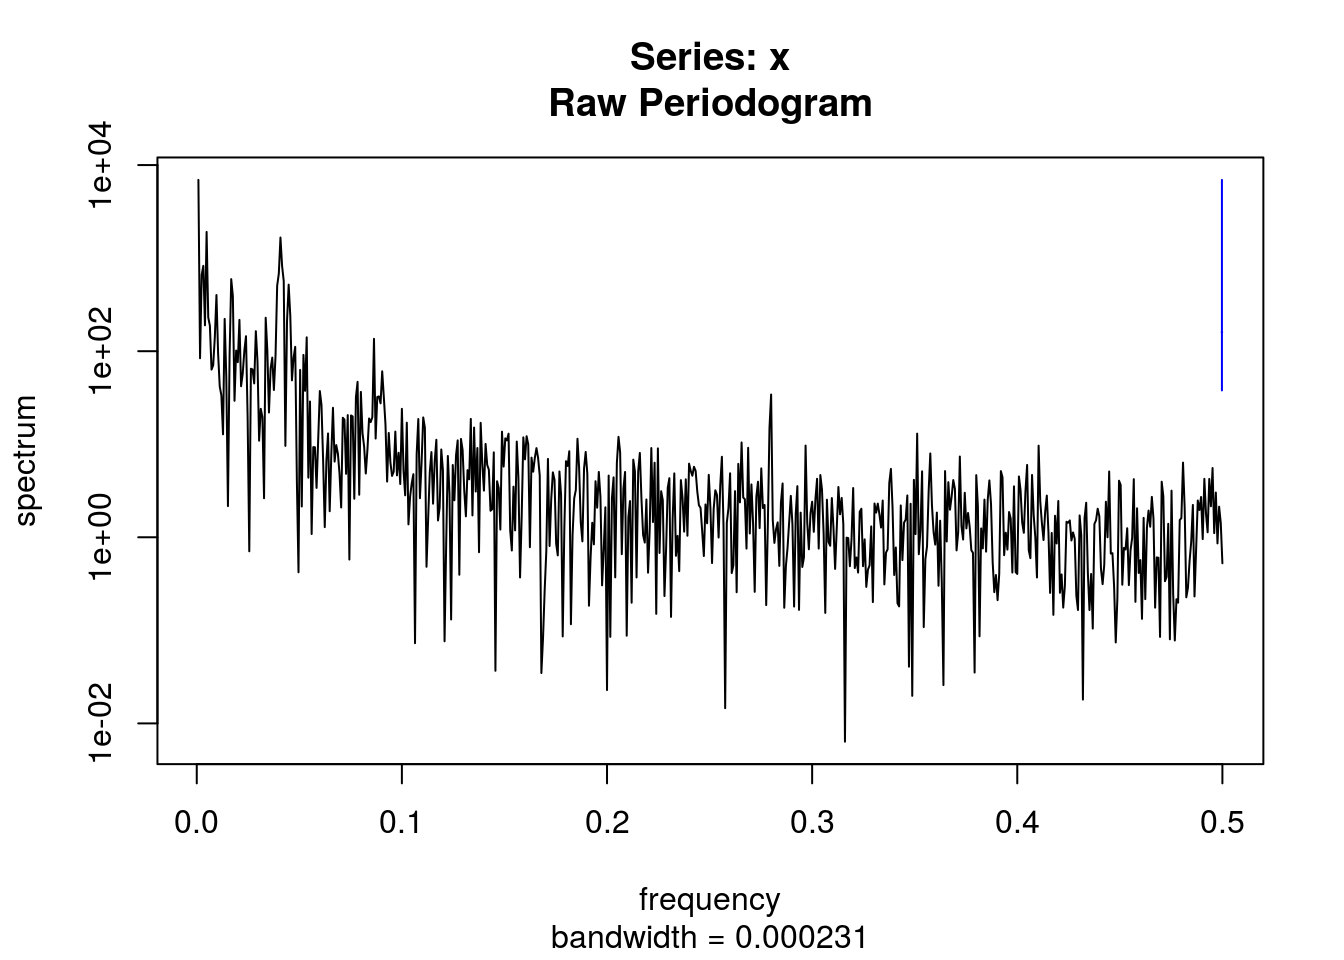 Series: x
Raw Periodogram
spectrum
1e+04
1e+02
1e+00
1e-02
0.0 0.1 0.2 0.3 0.4 0.5
frequency
bandwidth = 0.000231